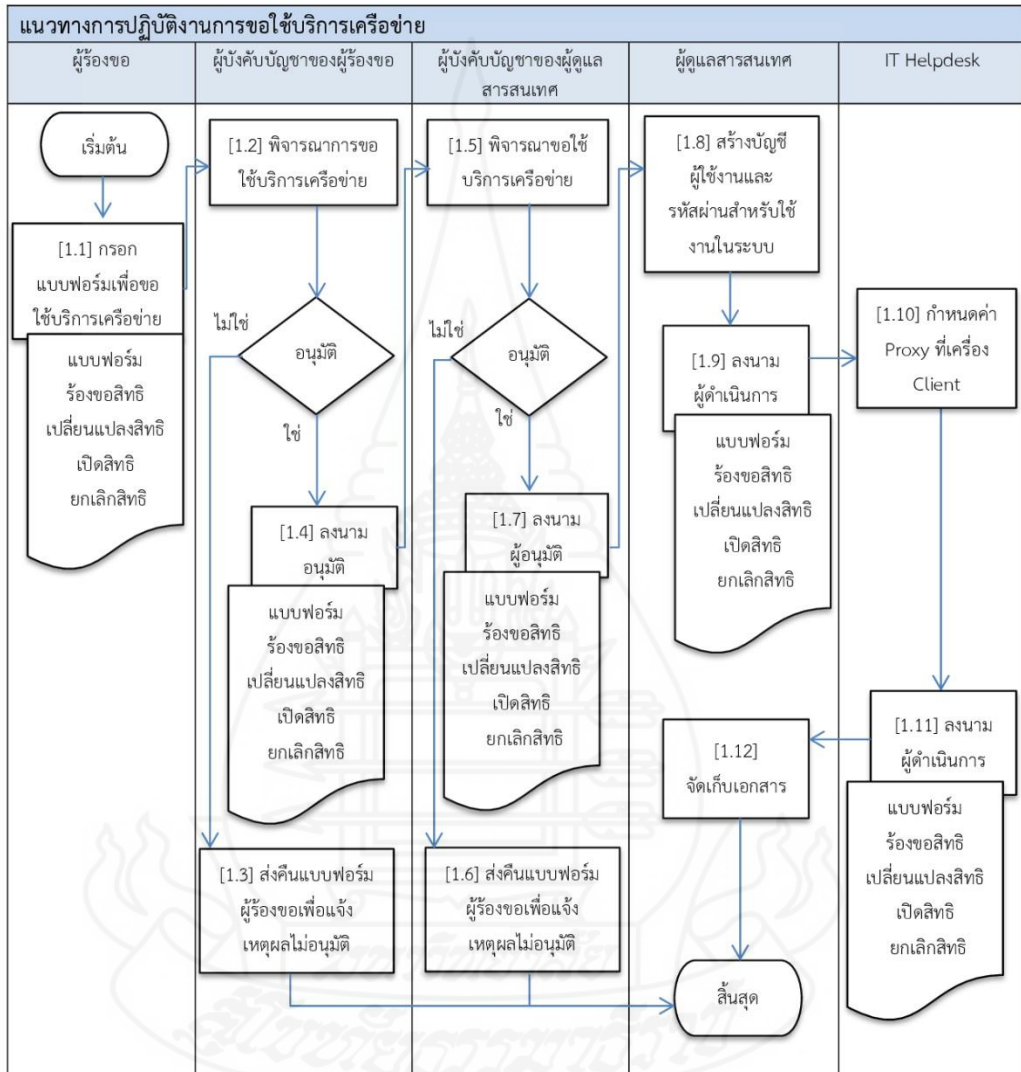 แนวทางการปฏิบัติงานการขอใช้บริการเครือข่าย
ผู้ร้องขอ
ผู้บังคับบัญชาของผู้ร้องขอ
ผู้บังคับบัญชาของผู้ดูแล
สารสนเทศ
ผู้ดูแลสารสนเทศ
IT Helpdesk
เริ่มต้น
[1.1] กรอก
แบบฟอร์มเพื่อขอ
ใช้บริการเครือข่าย
แบบฟอร์ม
ร้องขอสิทธิ
เปลี่ยนแปลงสิทธิ
เปิดสิทธิ
ยกเลิกสิทธิ
[1.2] พิจารณาการขอ
ใช้บริการเครือข่าย
ไม่ใช่
อนุมัติ
ใช่
[1.4] ลงนาม
อนุมัติ
แบบฟอร์ม
ร้องขอสิทธิ
เปลี่ยนแปลงสิทธิ
เปิดสิทธิ
ยกเลิกสิทธิ
[1.3] ส่งคืนแบบฟอร์ม
ผู้ร้องขอเพื่อแจ้ง
เหตุผลไม่อนุมัติ
[1.5] พิจารณาขอใช้
บริการเครือข่าย
ไม่ใช่
อนุมัติ
ใช่
[1.7] ลงนาม
ผู้อนุมัติ
แบบฟอร์ม
ร้องขอสิทธิ
เปลี่ยนแปลงสิทธิ
เปิดสิทธิ
ยกเลิกสิทธิ
[1.6] ส่งคืนแบบฟอร์ม
ผู้ร้องขอเพื่อแจ้ง
เหตุผลไม่อนุมัติ
[1.8] สร้างบัญชี
ผู้ใช้งานและ
รหัสผ่านสำหรับใช้
งานในระบบ
[1.9] ลงนาม
ผู้ดำเนินการ
แบบฟอร์ม
ร้องขอสิทธิ
เปลี่ยนแปลงสิทธิ
เปิดสิทธิ
ยกเลิกสิทธิ
[1.10] กำหนดค่า
Proxy ที่เครื่อง
Client
[1.11] ลงนาม
ผู้ดำเนินการ
แบบฟอร์ม
ร้องขอสิทธิ
เปลี่ยนแปลงสิทธิ
เปิดสิทธิ
ยกเลิกสิทธิ
[1.12]
จัดเก็บเอกสาร
สิ้นสุด